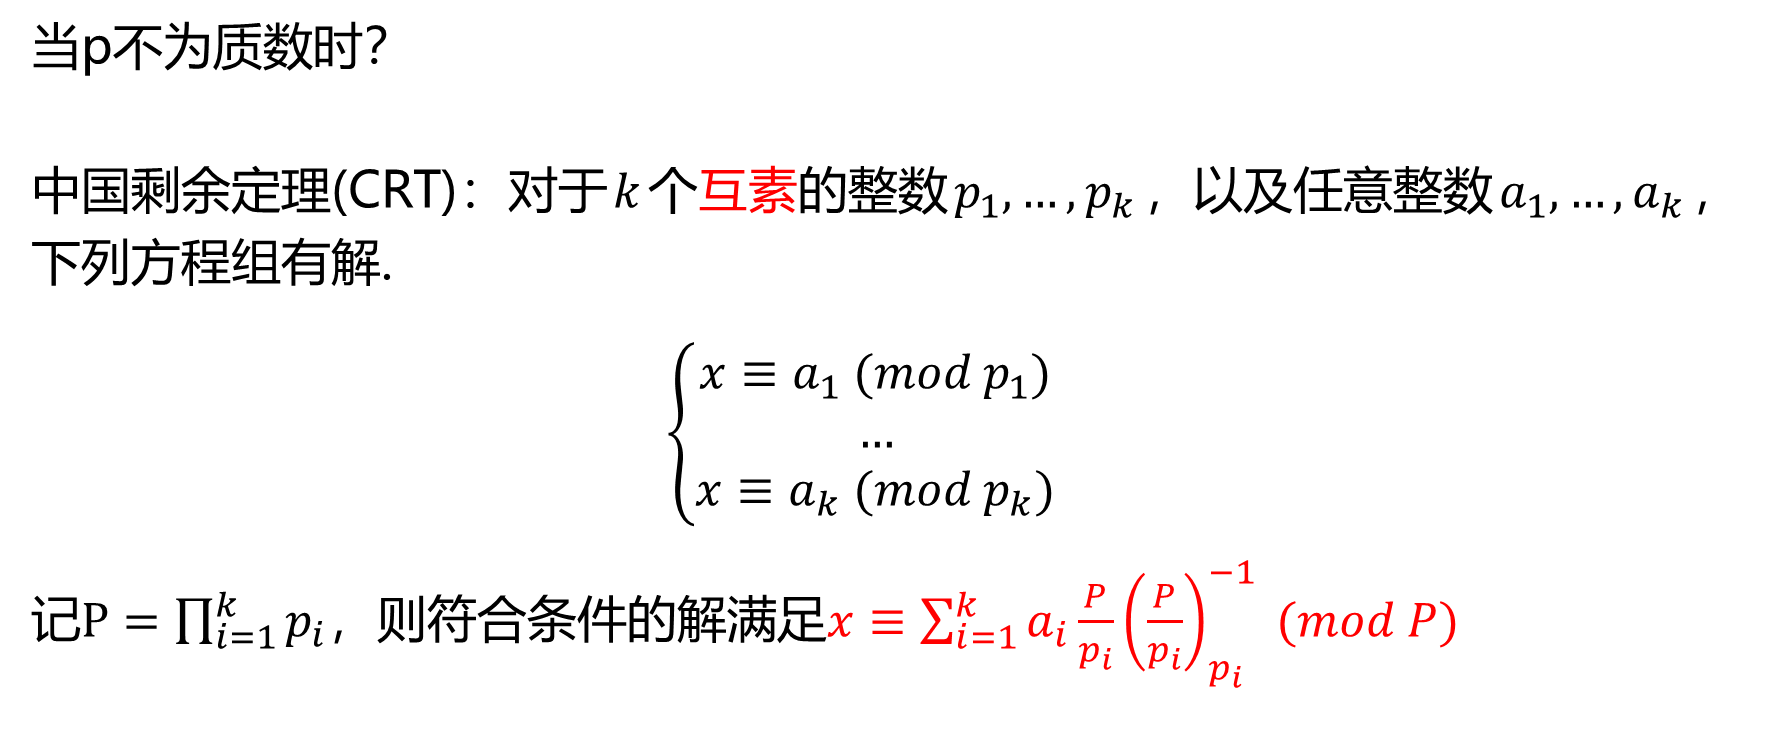 当p不为质数时?
中国剩余定理(CRT)：对于k个互素的整数p₁, … , pₖ，以及任意整数a₁, … , aₖ，
下列方程组有解.
x ≡ a₁ (mod p₁)
…
x ≡ aₖ (mod pₖ)
记P = ∏ᵢ₌₁ᵏ pᵢ，则符合条件的解满足x ≡ ∑ᵢ₌₁ᵏ aᵢ P/pᵢ (P/pᵢ)⁻¹_pᵢ (mod P)